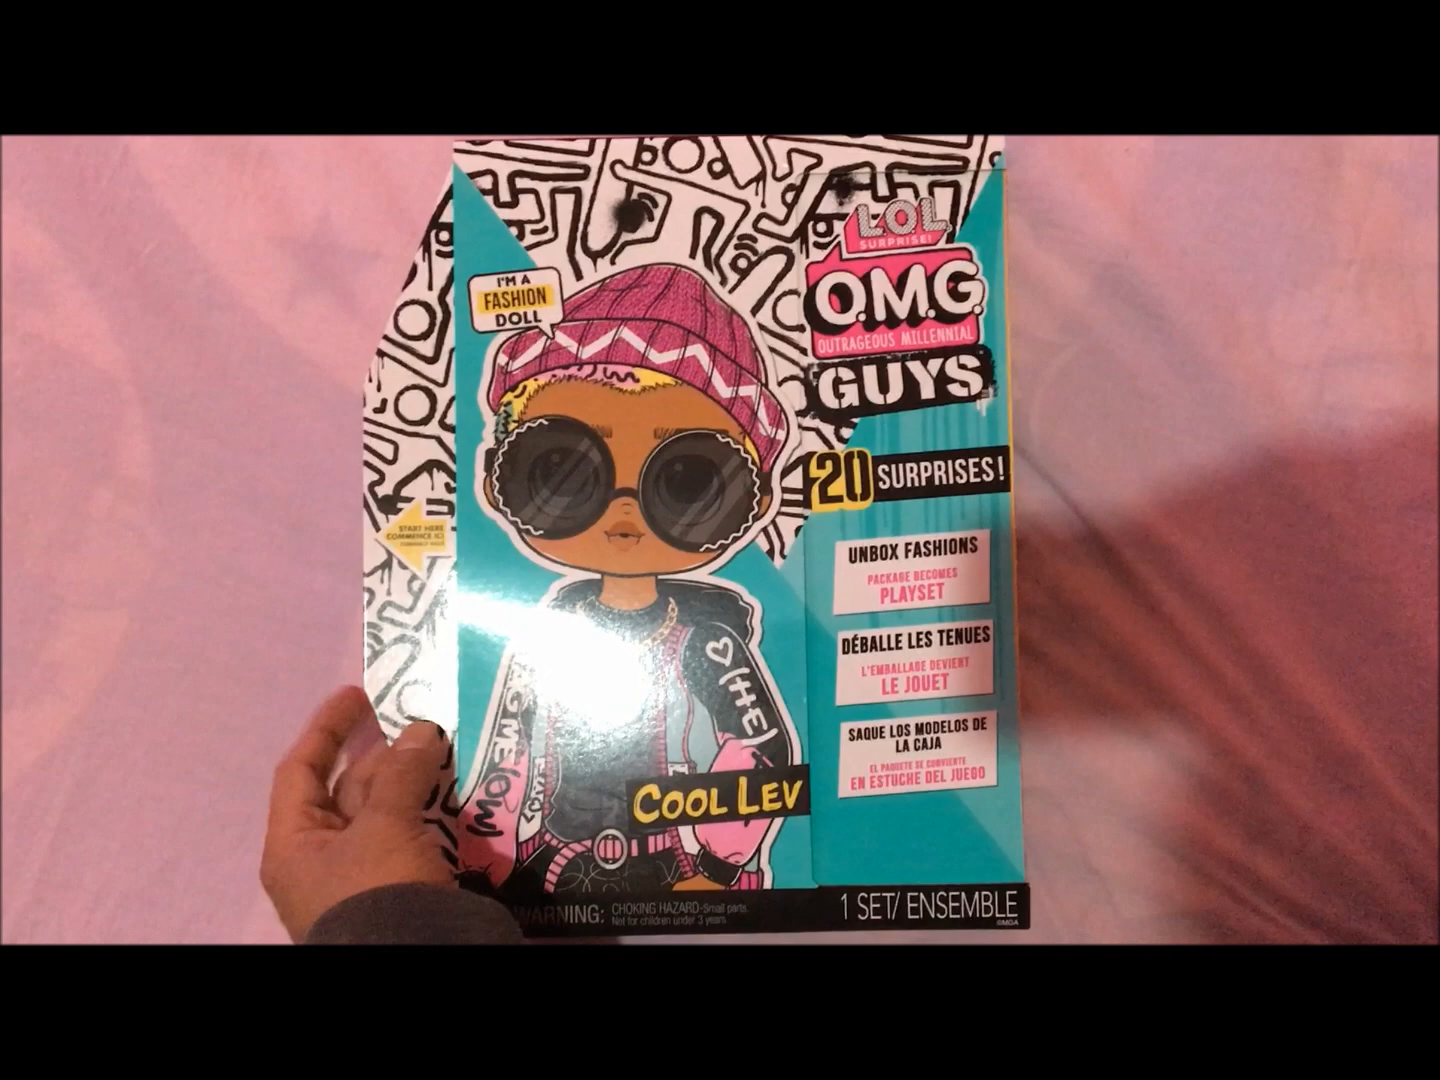 I'M A
FASHION
DOLL
L.O.L.
SURPRISE!
O.M.G.
OUTRAGEOUS MILLENNIAL
GUYS
20 SURPRISES!
START HERE
COMMENCE ICI
UNBOX FASHIONS
PACKAGE BECOMES
PLAYSET
DÉBALLE LES TENUES
L'EMBALLAGE DEVIENT
LE JOUET
SAQUE LOS MODELOS DE
LA CAJA
EL PAQUETE SE CONVIERTE
EN ESTUCHE DEL JUEGO
COOL LEV
WARNING: CHOKING HAZARD-Small parts.
Not for children under 3 years.
1 SET/ ENSEMBLE
©MGA